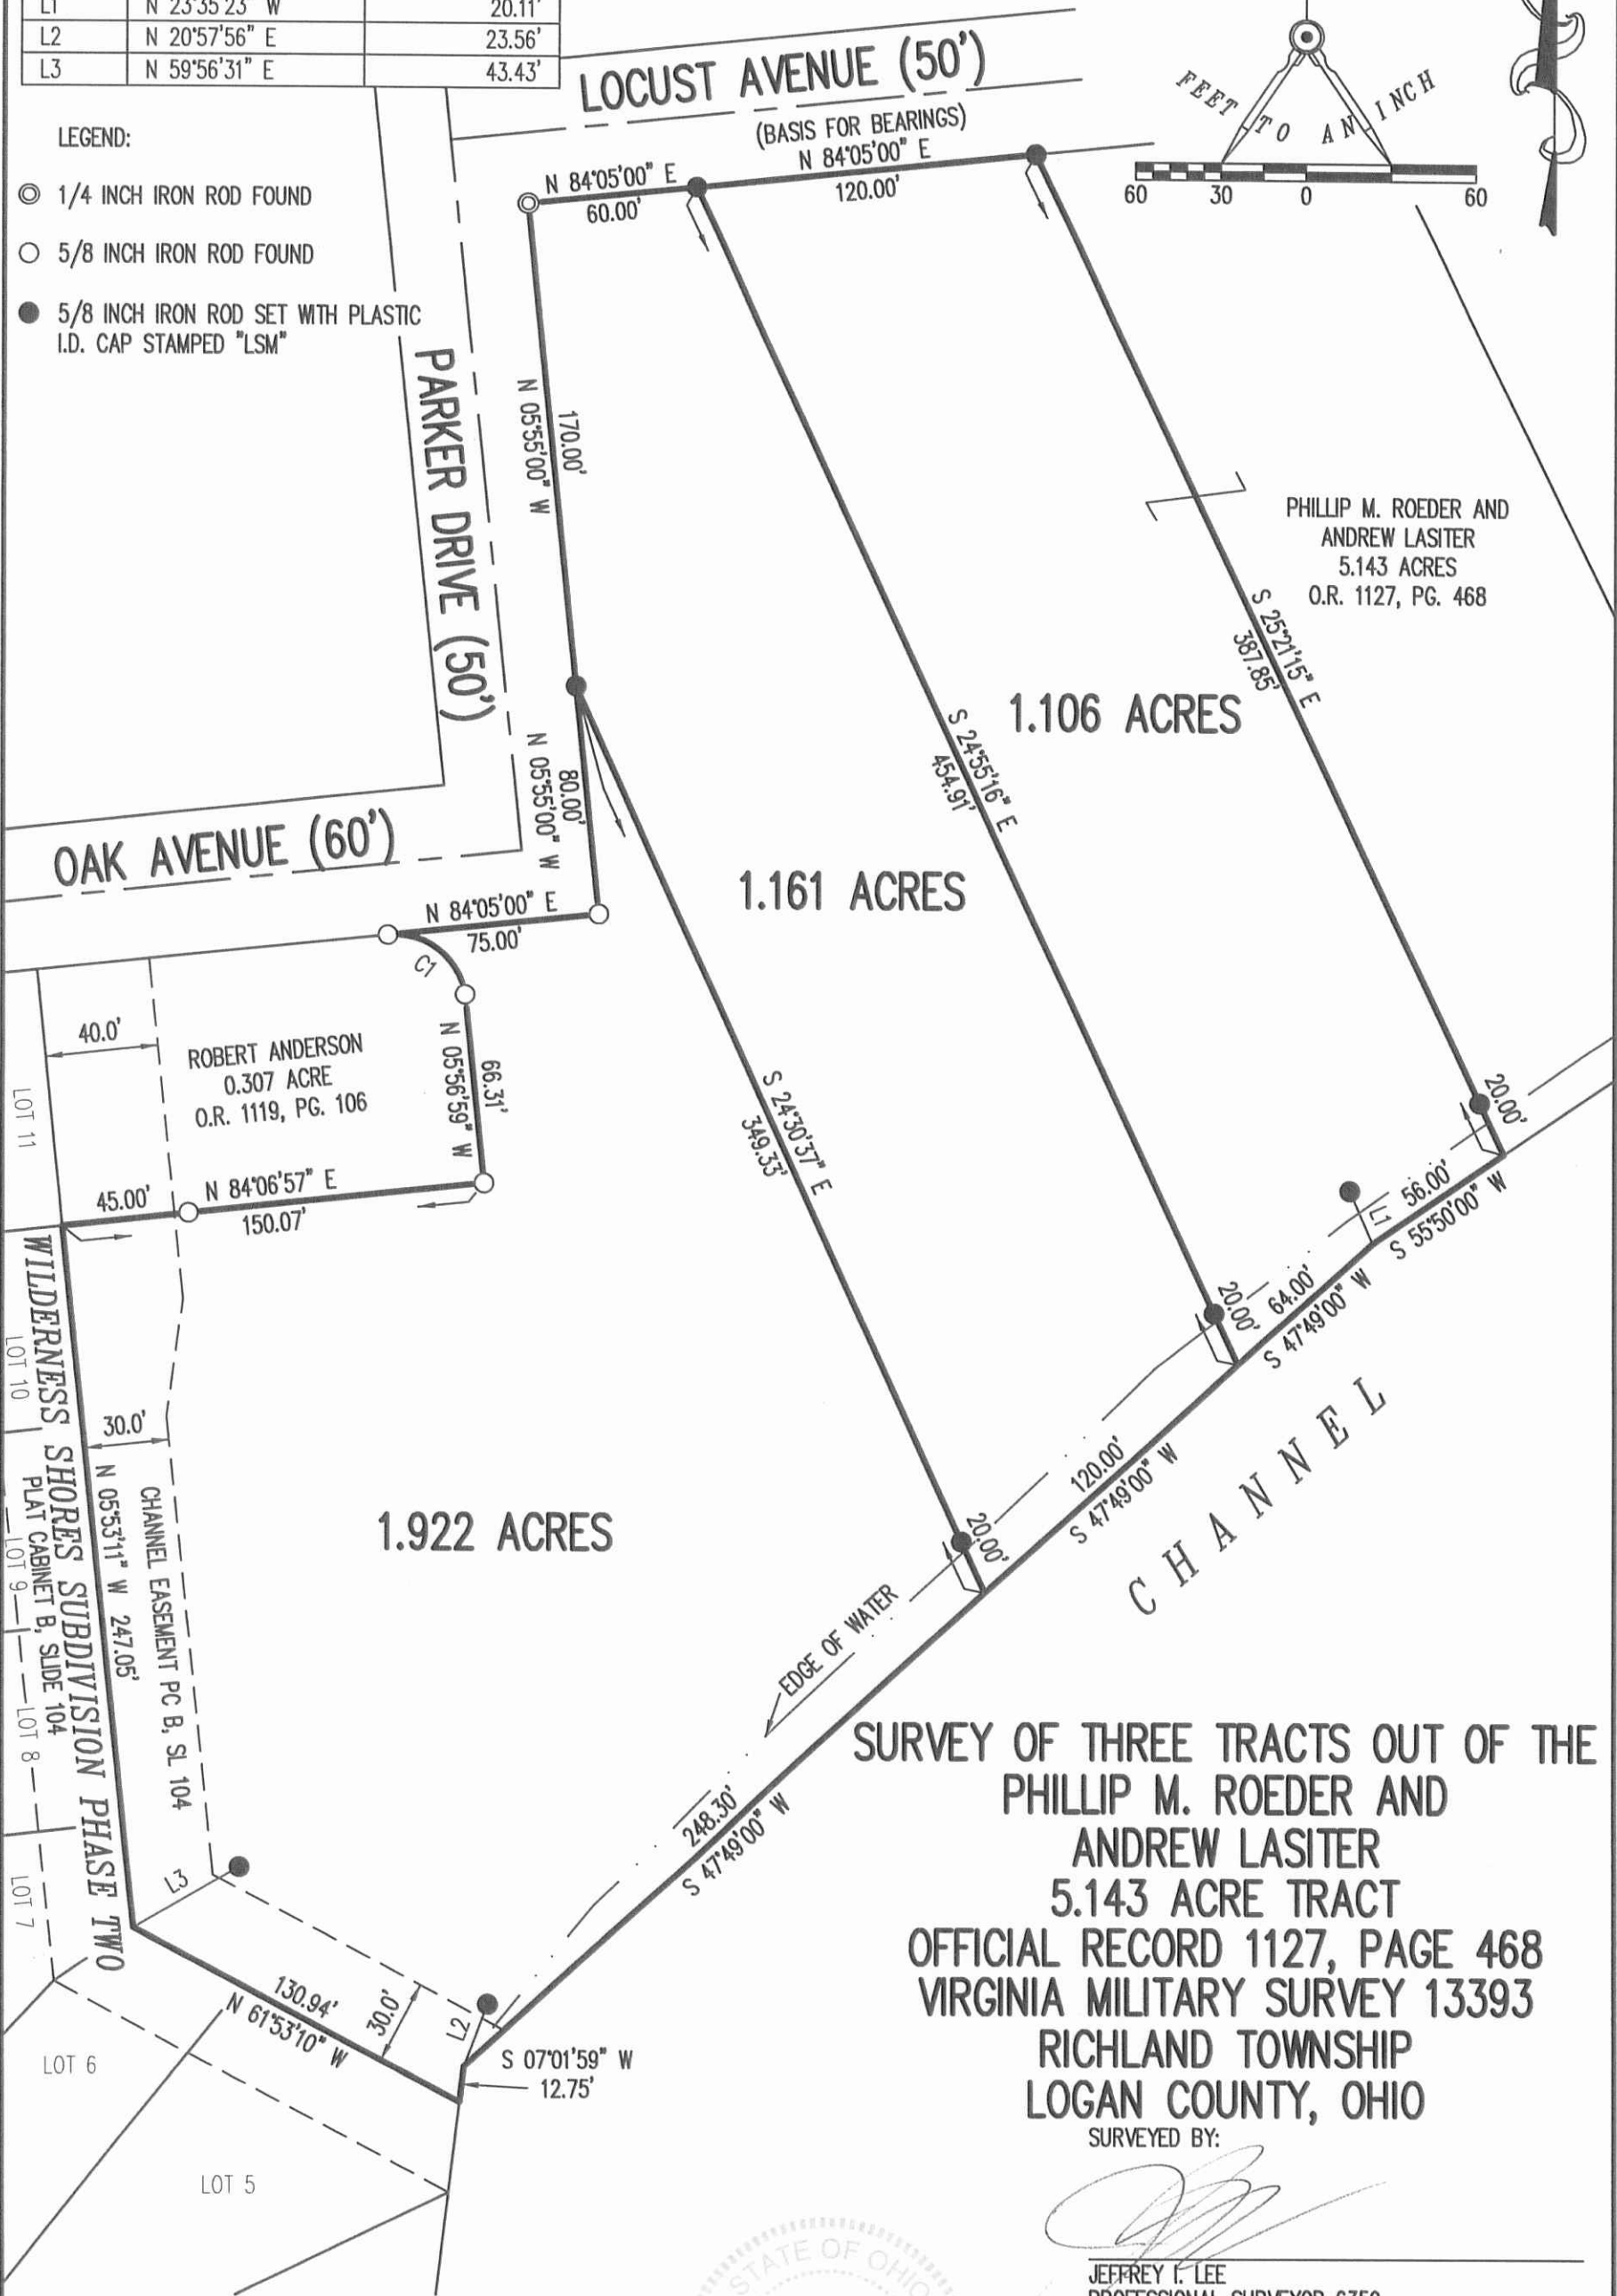 L1 N 23°35'23" W 20.11'
L2 N 20°57'56" E 23.56'
L3 N 59°56'31" E 43.43'
LEGEND:
1/4 INCH IRON ROD FOUND
5/8 INCH IRON ROD FOUND
5/8 INCH IRON ROD SET WITH PLASTIC
I.D. CAP STAMPED "LSM"
LOCUST AVENUE (50')
(BASIS FOR BEARINGS)
N 84°05'00" E
60.00'
N 84°05'00" E
120.00'
FEET TO AN INCH
60 30 0 60
PARKER DRIVE (50')
170.00'
N 05°55'00" W
80.00'
N 05°55'00" W
PHILLIP M. ROEDER AND
ANDREW LASITER
5.143 ACRES
O.R. 1127, PG. 468
S 25°21'15" E
387.85'
1.106 ACRES
S 24°55'16" E
454.91'
1.161 ACRES
OAK AVENUE (60')
N 84°05'00" E
75.00'
C1
40.0'
ROBERT ANDERSON
0.307 ACRE
O.R. 1119, PG. 106
66.31'
N 05°56'59" W
LOT 11
45.00'
N 84°06'57" E
150.07'
S 24°30'37" E
349.33'
20.00'
56.00'
S 55°50'00" W
L1
20.00'
64.00'
S 47°49'00" W
CHANNEL
120.00'
S 47°49'00" W
20.00'
EDGE OF WATER
WILDERNESS SHORES SUBDIVISION PHASE TWO
PLAT CABINET B, SLIDE 104
LOT 10
LOT 9
LOT 8
LOT 7
30.0'
N 05°53'11" W 247.05'
CHANNEL EASEMENT PC B, SL 104
1.922 ACRES
248.30'
S 47°49'00" W
L3
130.94'
N 61°53'10" W
30.0'
L2
S 07°01'59" W
12.75'
LOT 6
LOT 5
SURVEY OF THREE TRACTS OUT OF THE
PHILLIP M. ROEDER AND
ANDREW LASITER
5.143 ACRE TRACT
OFFICIAL RECORD 1127, PAGE 468
VIRGINIA MILITARY SURVEY 13393
RICHLAND TOWNSHIP
LOGAN COUNTY, OHIO
SURVEYED BY:
STATE OF OHIO
JEFFREY I. LEE
PROFESSIONAL SURVEYOR 6359